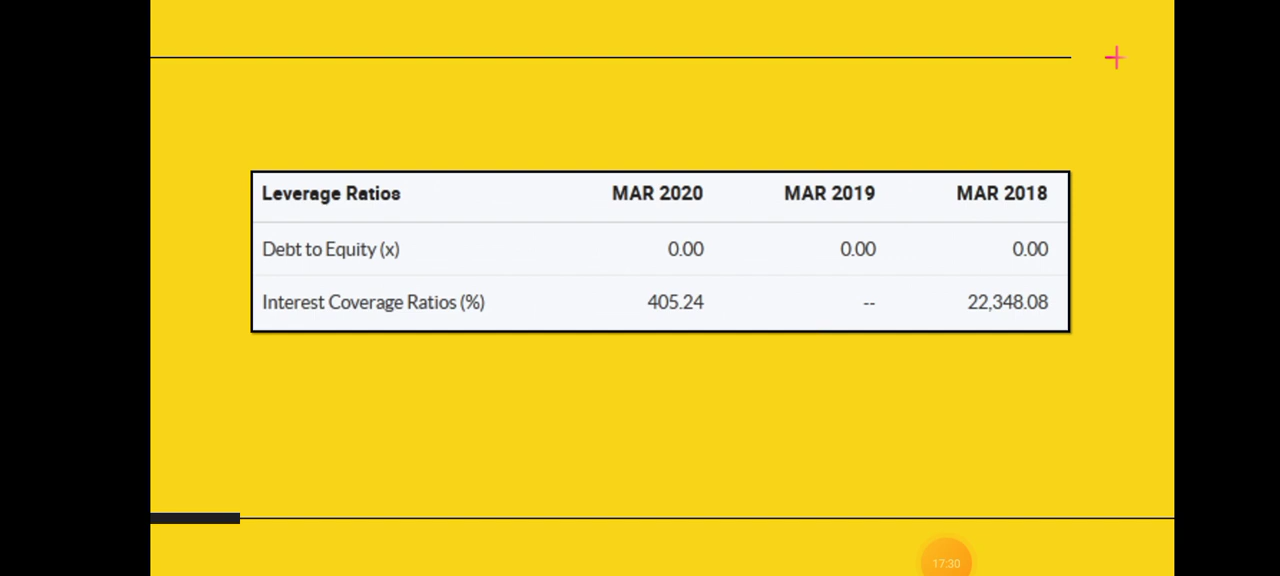 Leverage Ratios MAR 2020 MAR 2019 MAR 2018
Debt to Equity (x) 0.00 0.00 0.00
Interest Coverage Ratios (%) 405.24 -- 22,348.08
17:30